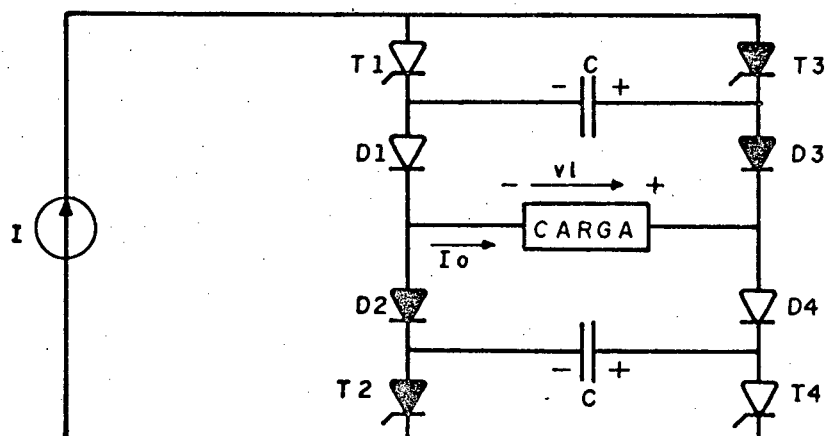 T1
C
T3
- +
D1
D3
- vl +
I
CARGA
Io
D2
D4
- +
T2
C
T4